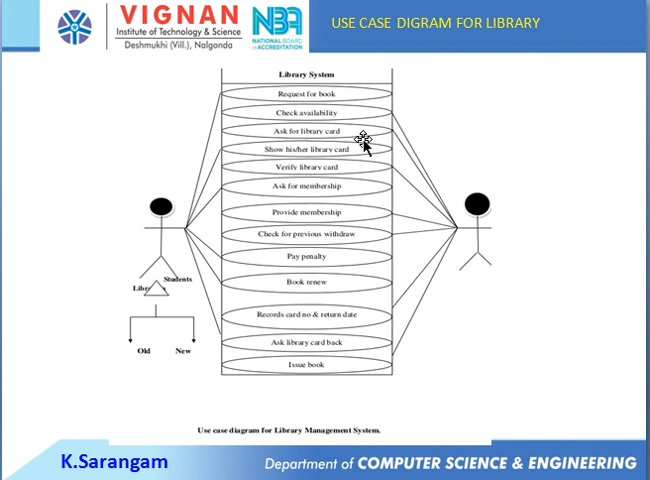 VIGNAN
Institute of Technology & Science
Deshmukhi (Vill.), Nalgonda
NBA
NATIONAL BOARD
of ACCREDITATION
USE CASE DIGRAM FOR LIBRARY
Library System
Request for book
Check availability
Ask for library card
Show his/her library card
Verify library card
Ask for membership
Provide membership
Check for previous withdraw
Pay penalty
Book renew
Records card no & return date
Ask library card back
Issue book
Students
Old
New
Use case diagram for Library Management System.
K.Sarangam
Department of COMPUTER SCIENCE & ENGINEERING